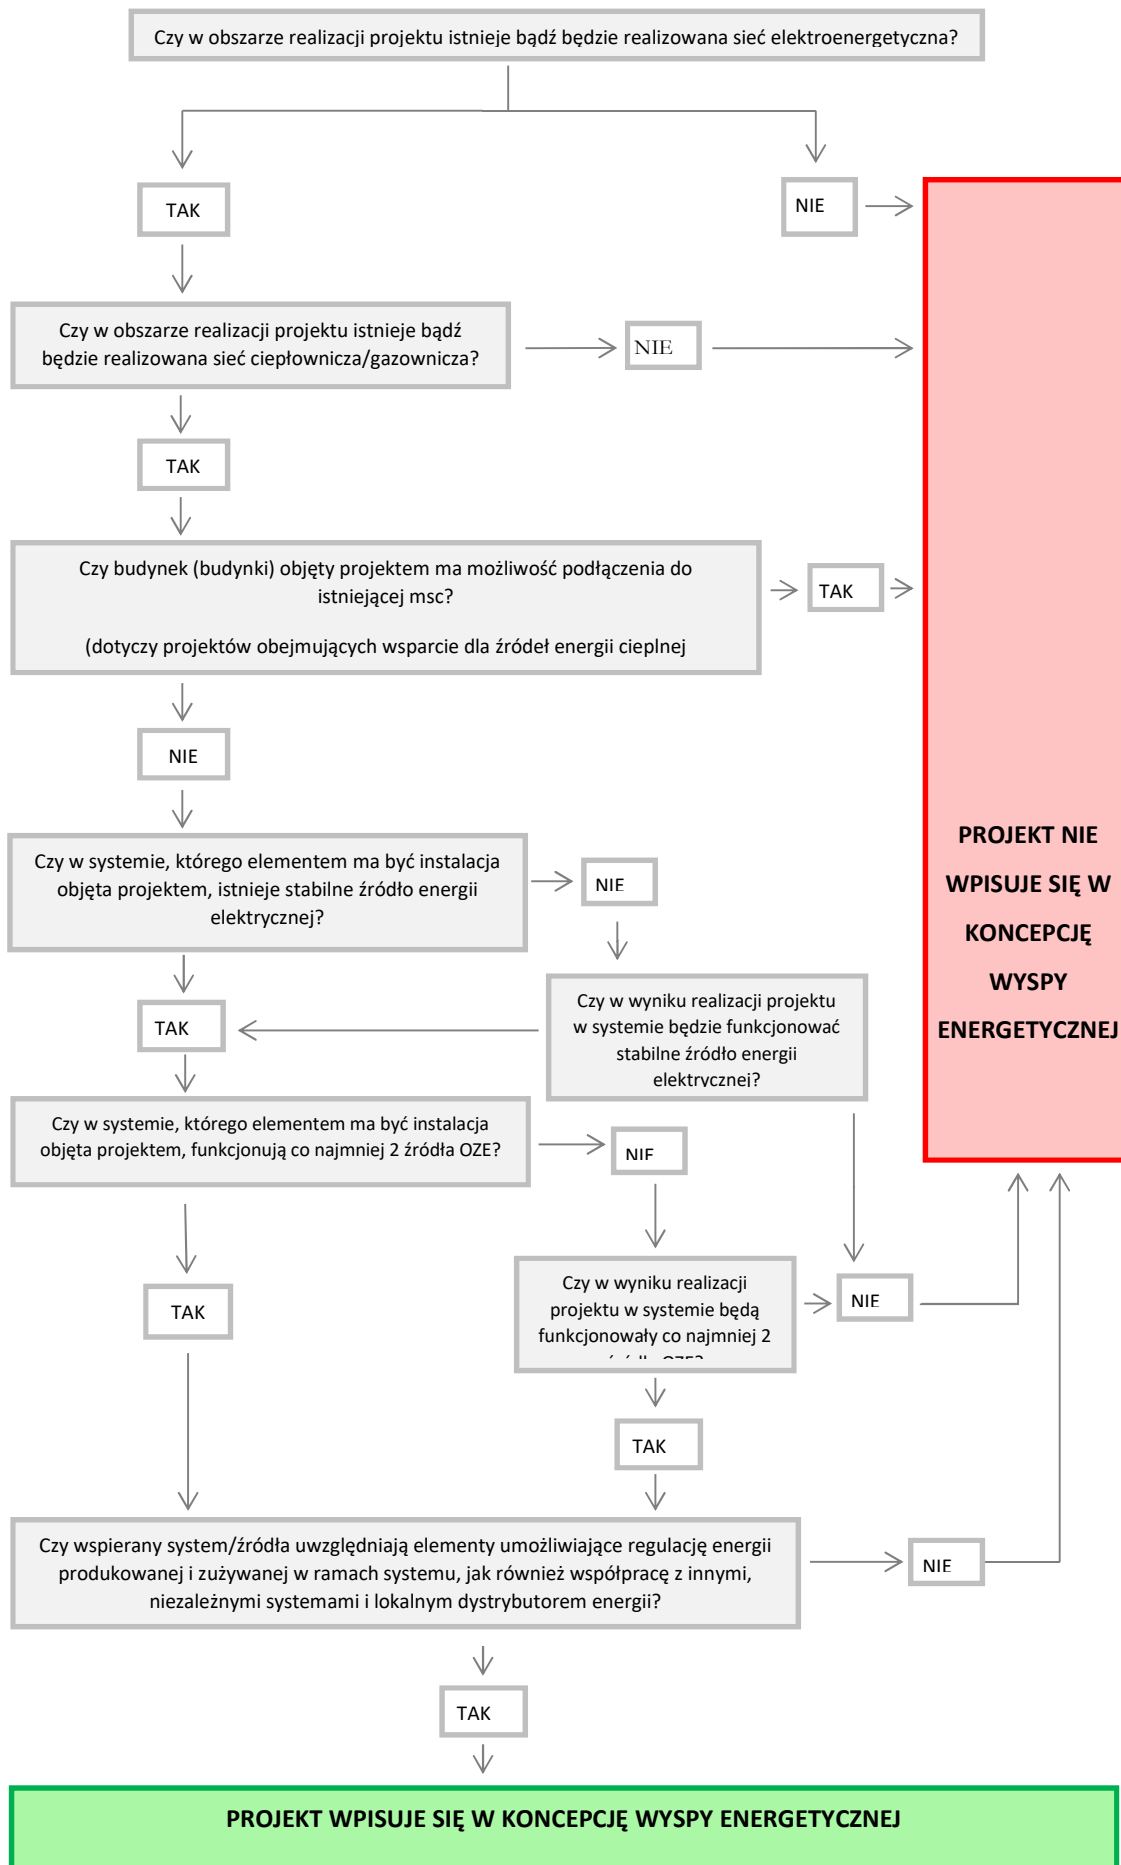 Czy w obszarze realizacji projektu istnieje bądź będzie realizowana sieć elektroenergetyczna?
TAK
NIE
Czy w obszarze realizacji projektu istnieje bądź
będzie realizowana sieć ciepłownicza/gazownicza?
NIE
TAK
Czy budynek (budynki) objęty projektem ma możliwość podłączenia do
istniejącej msc?
(dotyczy projektów obejmujących wsparcie dla źródeł energii cieplnej
TAK
NIE
Czy w systemie, którego elementem ma być instalacja
objęta projektem, istnieje stabilne źródło energii
elektrycznej?
NIE
TAK
Czy w wyniku realizacji projektu
w systemie będzie funkcjonować
stabilne źródło energii
elektrycznej?
PROJEKT NIE
WPISUJE SIĘ W
KONCEPCJĘ
WYSPY
ENERGETYCZNEJ
Czy w systemie, którego elementem ma być instalacja
objęta projektem, funkcjonują co najmniej 2 źródła OZE?
NIE
TAK
Czy w wyniku realizacji
projektu w systemie będą
funkcjonowały co najmniej 2
źródła OZE?
NIE
TAK
Czy wspierany system/źródła uwzględniają elementy umożliwiające regulację energii
produkowanej i zużywanej w ramach systemu, jak również współpracę z innymi,
niezależnymi systemami i lokalnym dystrybutorem energii?
NIE
TAK
PROJEKT WPISUJE SIĘ W KONCEPCJĘ WYSPY ENERGETYCZNEJ